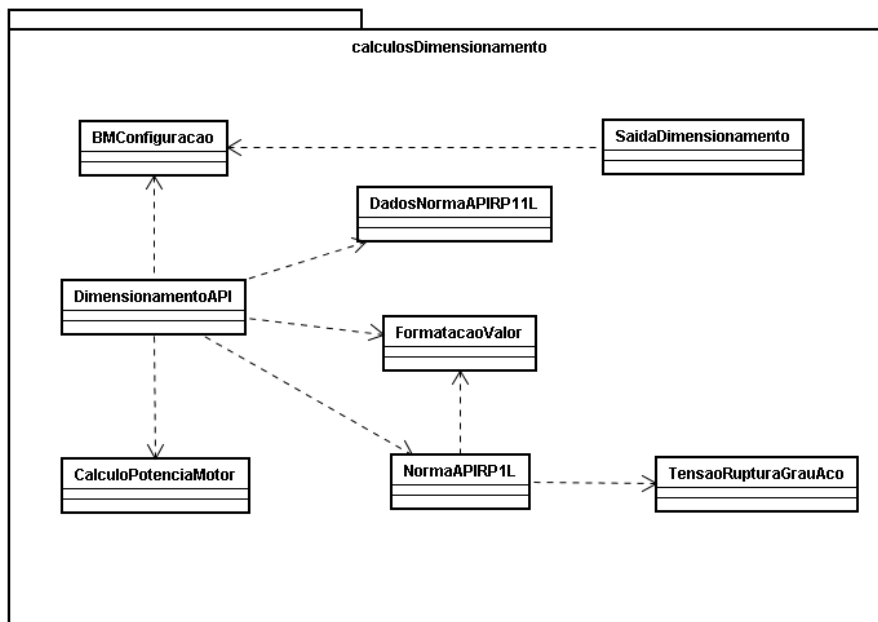 calculosDimensionamento
BMConfiguracao
SaidaDimensionamento
DadosNormaAPIRP11L
DimensionamentoAPI
FormatacaoValor
CalculoPotenciaMotor
NormaAPIRP1L
TensaoRupturaGrauAco